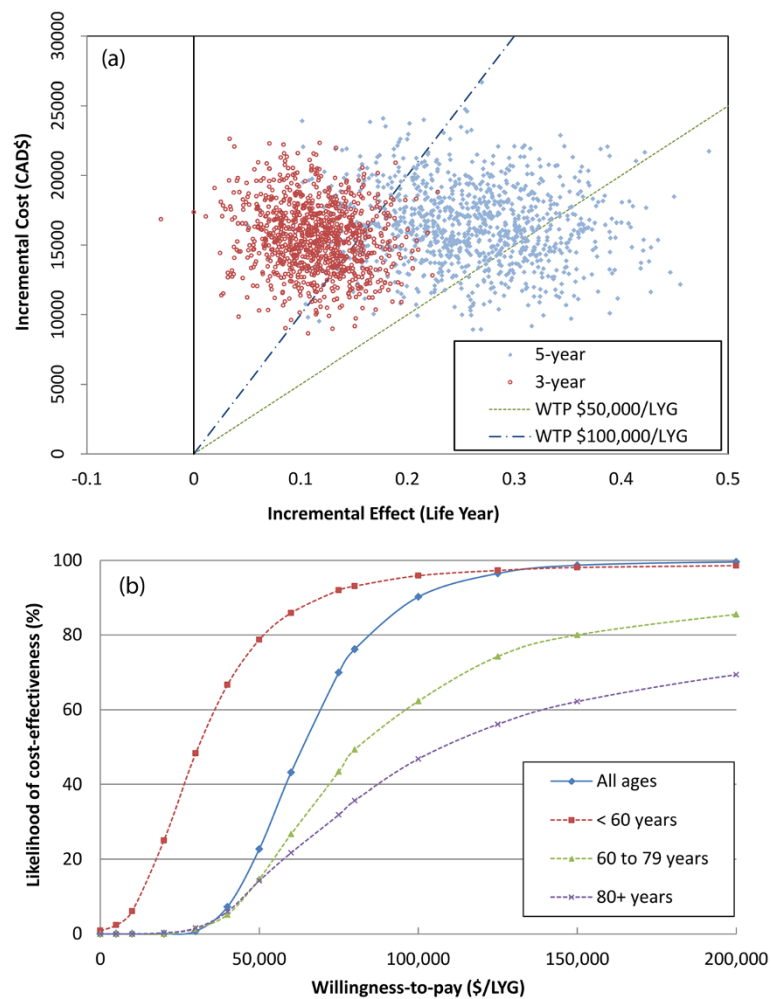 (a)
Incremental Cost (CAD$)
30000
25000
20000
15000
10000
5000
0
-0.1 0 0.1 0.2 0.3 0.4 0.5
Incremental Effect (Life Year)
5-year
3-year
WTP $50,000/LYG
WTP $100,000/LYG
(b)
Likelihood of cost-effectiveness (%)
100
80
60
40
20
0
0 50,000 100,000 150,000 200,000
Willingness-to-pay ($/LYG)
All ages
< 60 years
60 to 79 years
80+ years